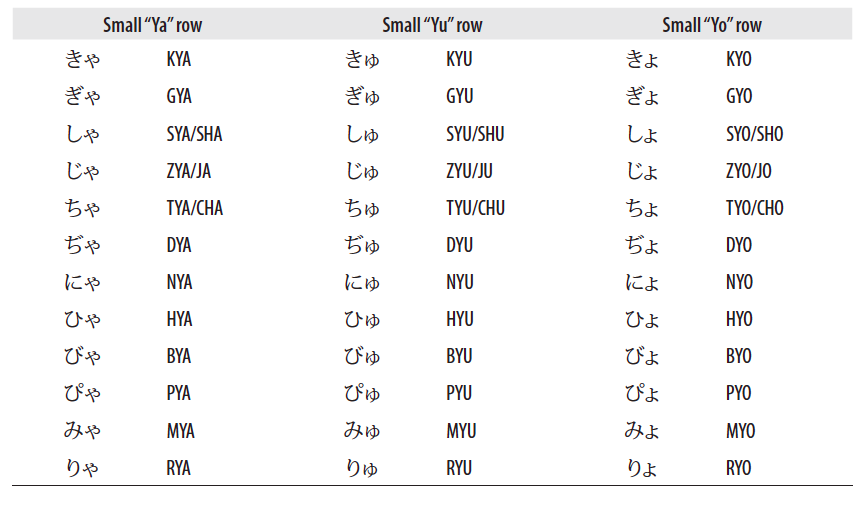 Small “Ya” row Small “Yu” row Small “Yo” row
きゃ KYA きゅ KYU きょ KYO
ぎゃ GYA ぎゅ GYU ぎょ GYO
しゃ SYA/SHA しゅ SYU/SHU しょ SYO/SHO
じゃ ZYA/JA じゅ ZYU/JU じょ ZYO/JO
ちゃ TYA/CHA ちゅ TYU/CHU ちょ TYO/CHO
ぢゃ DYA ぢゅ DYU ぢょ DYO
にゃ NYA にゅ NYU にょ NYO
ひゃ HYA ひゅ HYU ひょ HYO
びゃ BYA びゅ BYU びょ BYO
ぴゃ PYA ぴゅ PYU ぴょ PYO
みゃ MYA みゅ MYU みょ MYO
りゃ RYA りゅ RYU りょ RYO